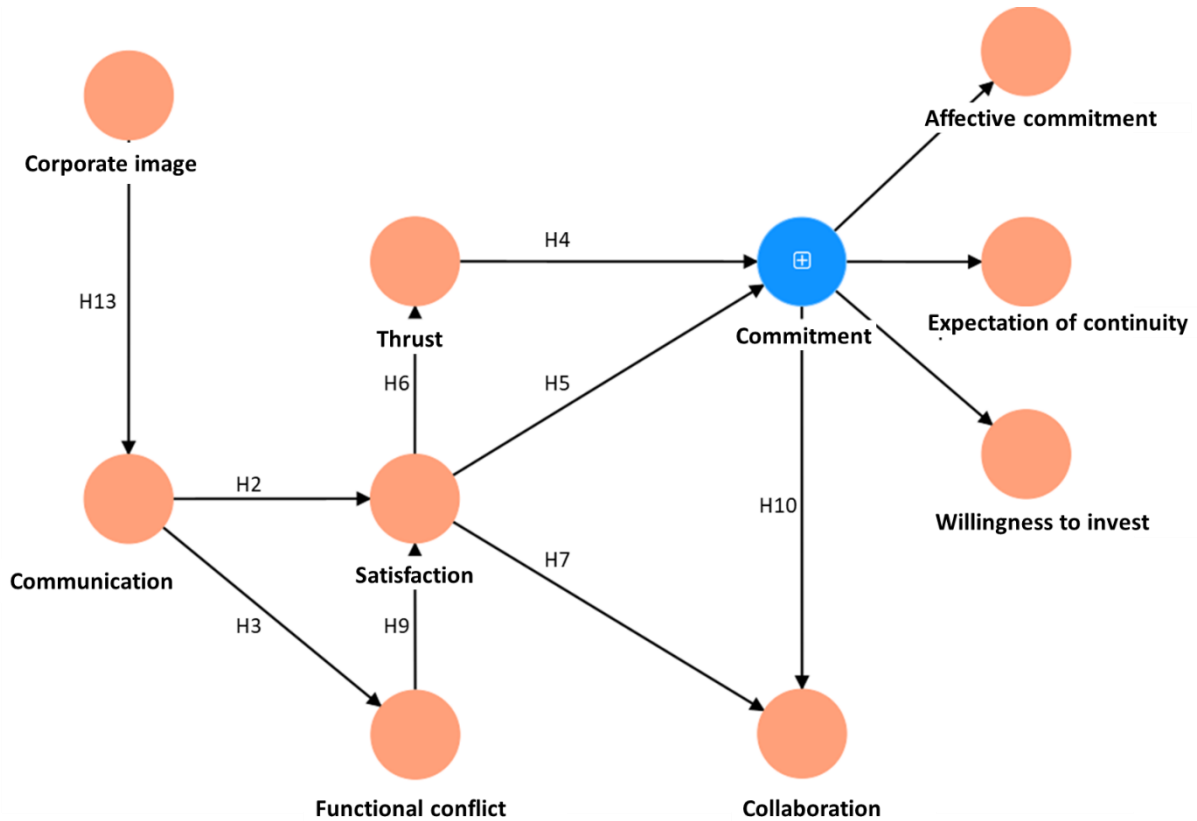 Affective commitment
Corporate image
H4
H13
Thrust
Commitment
Expectation of continuity
H6
H5
H2
H10
Willingness to invest
Communication
Satisfaction
H7
H3
H9
Functional conflict
Collaboration